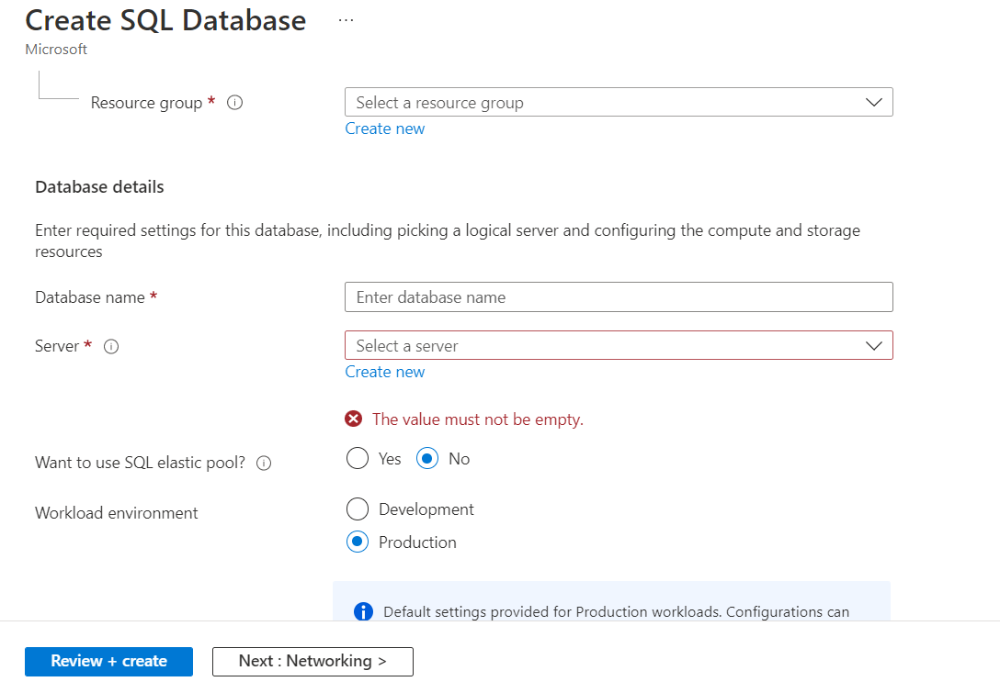 Create SQL Database ...
Microsoft
Resource group *
Select a resource group
Create new
Database details
Enter required settings for this database, including picking a logical server and configuring the compute and storage
resources
Database name *
Enter database name
Server *
Select a server
Create new
The value must not be empty.
Want to use SQL elastic pool?
Yes No
Workload environment
Development
Production
Default settings provided for Production workloads. Configurations can
Review + create
Next : Networking >